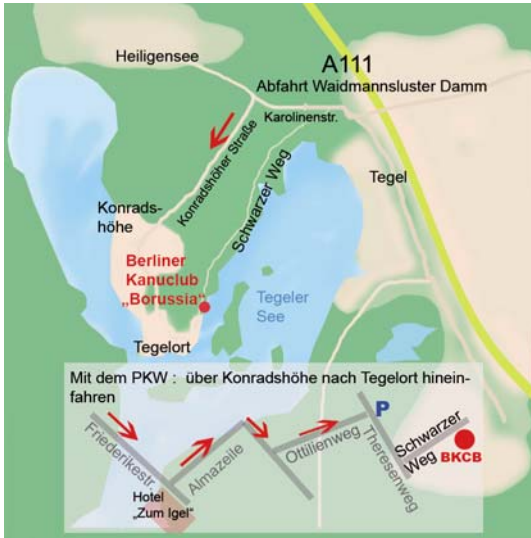 Heiligensee
A111
Abfahrt Waidmannsluster Damm
Karolinenstr.
Konradshöher Straße
Schwarzer Weg
Tegel
Konrads-
höhe
Berliner
Kanuclub
„Borussia“
Tegeler
See
Tegelort
Mit dem PKW : über Konradshöhe nach Tegelort hinein-
fahren
P
Friederikestr.
Almazeile
Ottilienweg
Theresenweg
Schwarzer
Weg
BKCB
Hotel
„Zum Igel“